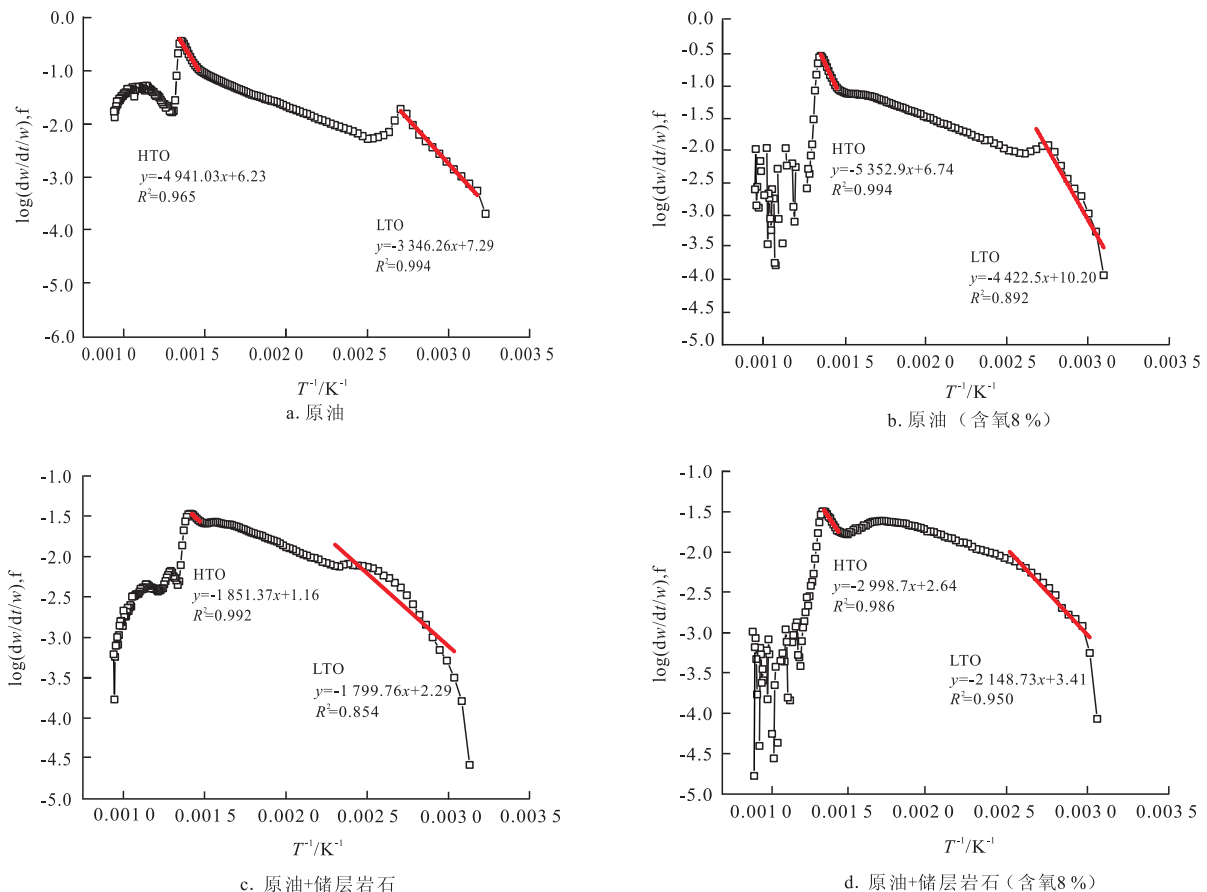 0.0
-1.0
-2.0
-3.0
-4.0
-5.0
-6.0
log(dw/dt/w),f
HTO
y=-4 941.03x+6.23
R²=0.965
LTO
y=-3 346.26x+7.29
R²=0.994
0.001 0
0.001 5
0.002 0
0.002 5
0.003 0
0.003 5
T⁻¹/K⁻¹
a. 原油
0.0
-0.5
-1.0
-1.5
-2.0
-2.5
-3.0
-3.5
-4.0
-4.5
-5.0
log(dw/dt/w),f
HTO
y=-5 352.9x+6.74
R²=0.994
LTO
y=-4 422.5x+10.20
R²=0.892
0.001 0
0.001 5
0.002 0
0.002 5
0.003 0
0.003 5
T⁻¹/K⁻¹
b. 原油（含氧8 %）
-1.0
-1.5
-2.0
-2.5
-3.0
-3.5
-4.0
-4.5
-5.0
log(dw/dt/w),f
HTO
y=-1 851.37x+1.16
R²=0.992
LTO
y=-1 799.76x+2.29
R²=0.854
0.001 0
0.001 5
0.002 0
0.002 5
0.003 0
0.003 5
T⁻¹/K⁻¹
c. 原油+储层岩石
-1.0
-1.5
-2.0
-2.5
-3.0
-3.5
-4.0
-4.5
-5.0
log(dw/dt/w),f
HTO
y=-2 998.7x+2.64
R²=0.986
LTO
y=-2 148.73x+3.41
R²=0.950
0.001 0
0.001 5
0.002 0
0.002 5
0.003 0
0.003 5
T⁻¹/K⁻¹
d. 原油+储层岩石（含氧8 %）